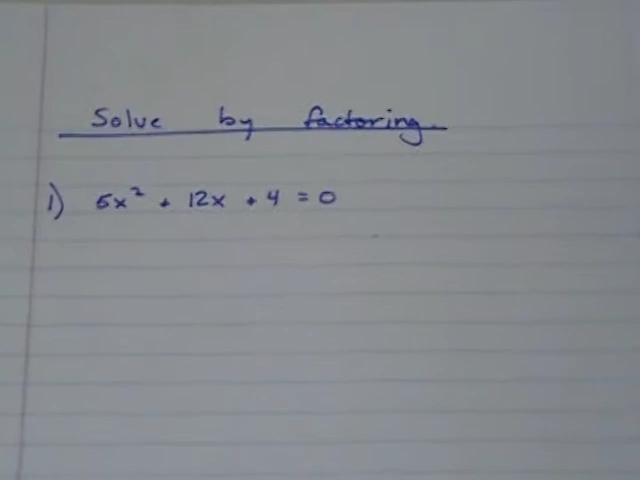 Solve by factoring.
1) 5x² + 12x + 4 = 0